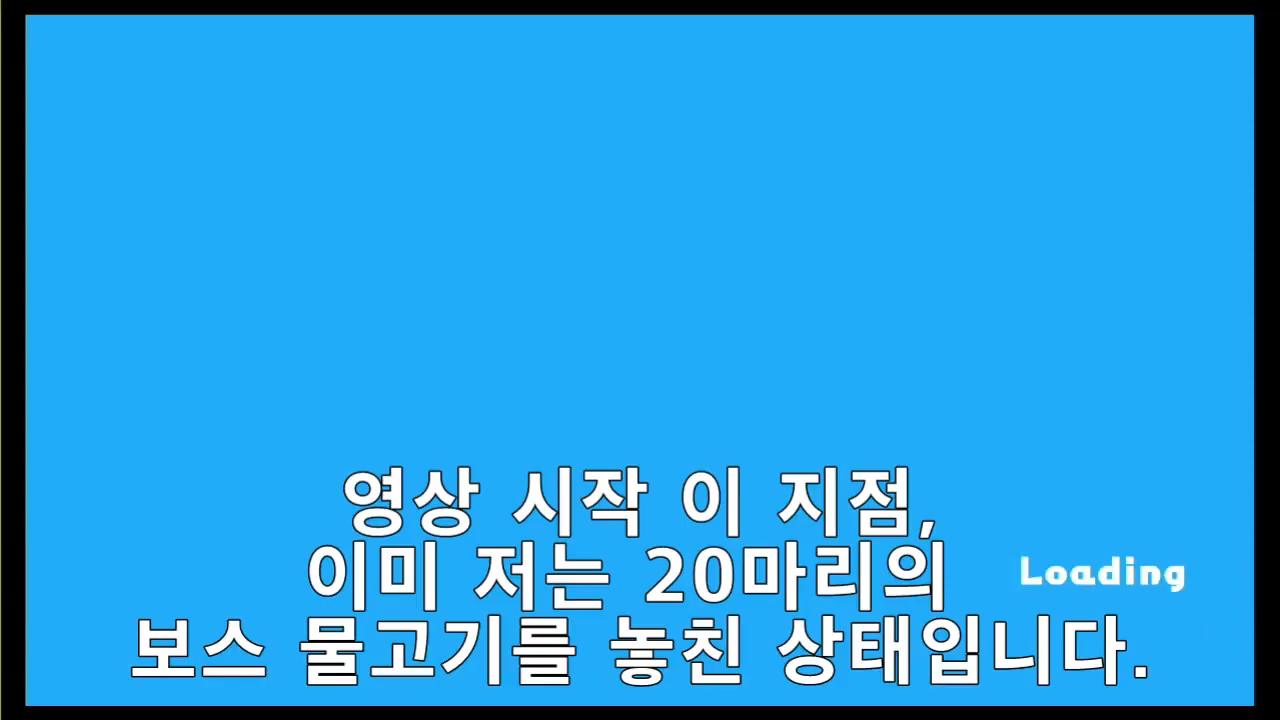 영상 시작 이 지점,
이미 저는 20마리의
Loading
보스 물고기를 놓친 상태입니다.